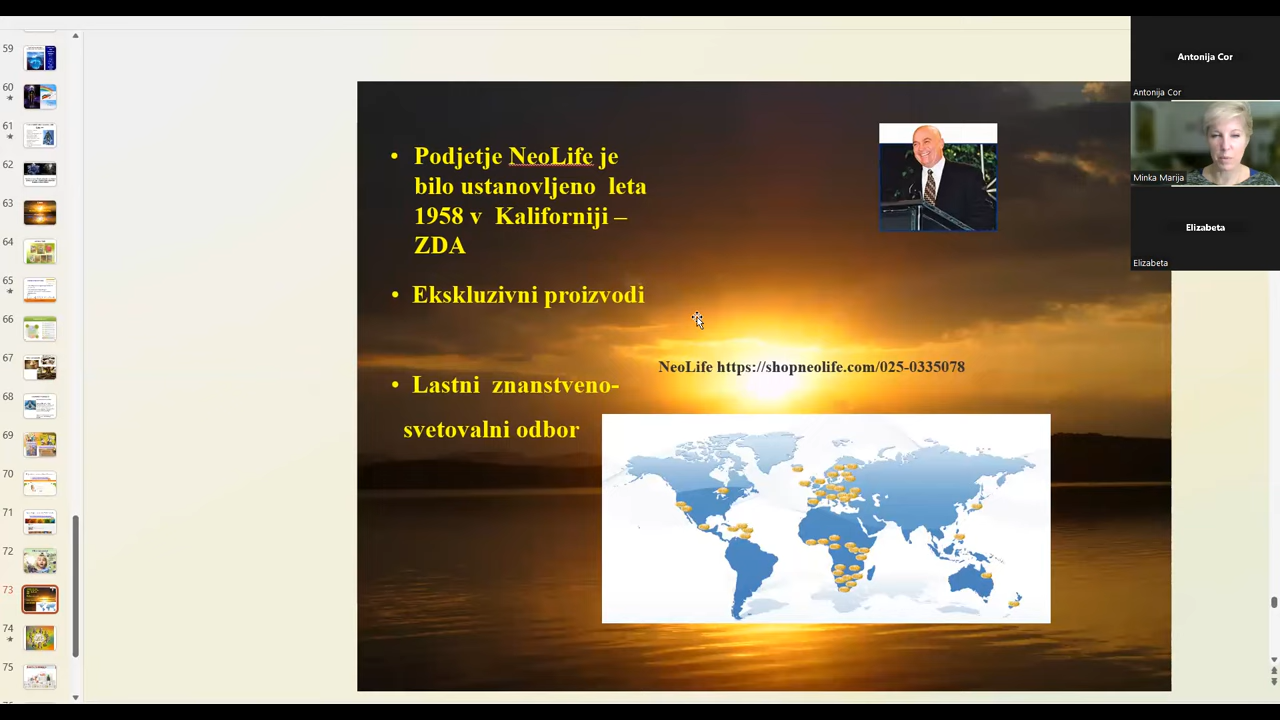 59
60
61
62
63
64
65
66
67
68
69
70
71
72
73
74
75
• Podjetje NeoLife je
bilo ustanovljeno leta
1958 v Kaliforniji –
ZDA
• Ekskluzivni proizvodi
NeoLife https://shopneolife.com/025-0335078
• Lastni znanstveno-
svetovalni odbor
Antonija Cor
Antonija Cor
Minka Marija
Elizabeta
Elizabeta